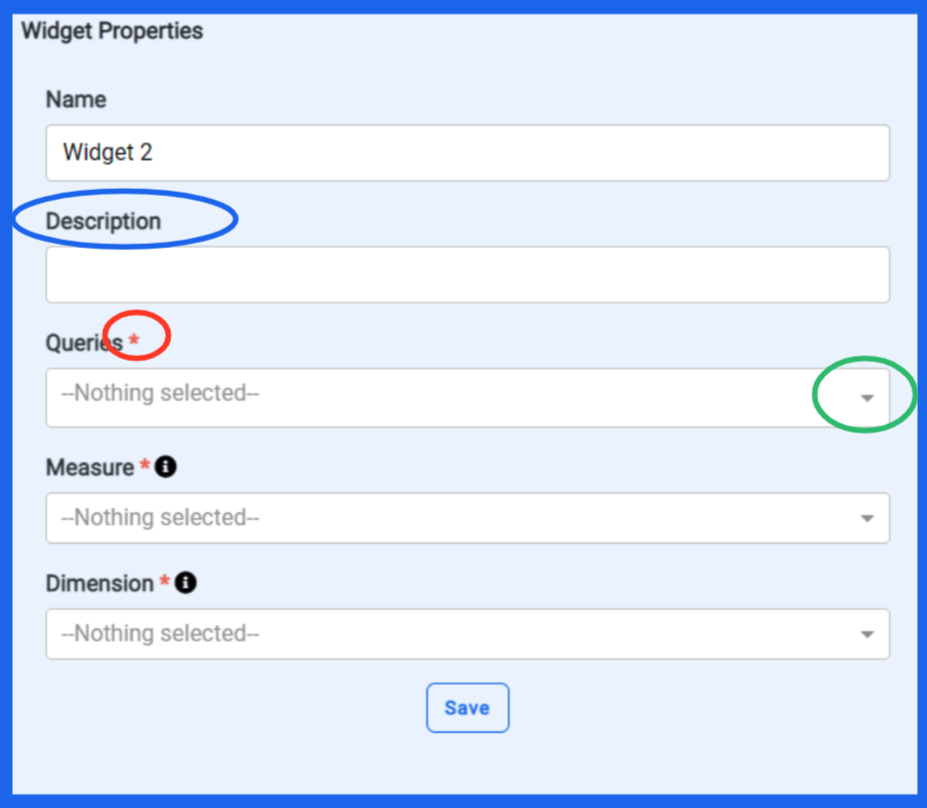 Widget Properties
Name
Widget 2
Description
Queries *
--Nothing selected--
Measure *
--Nothing selected--
Dimension *
--Nothing selected--
Save